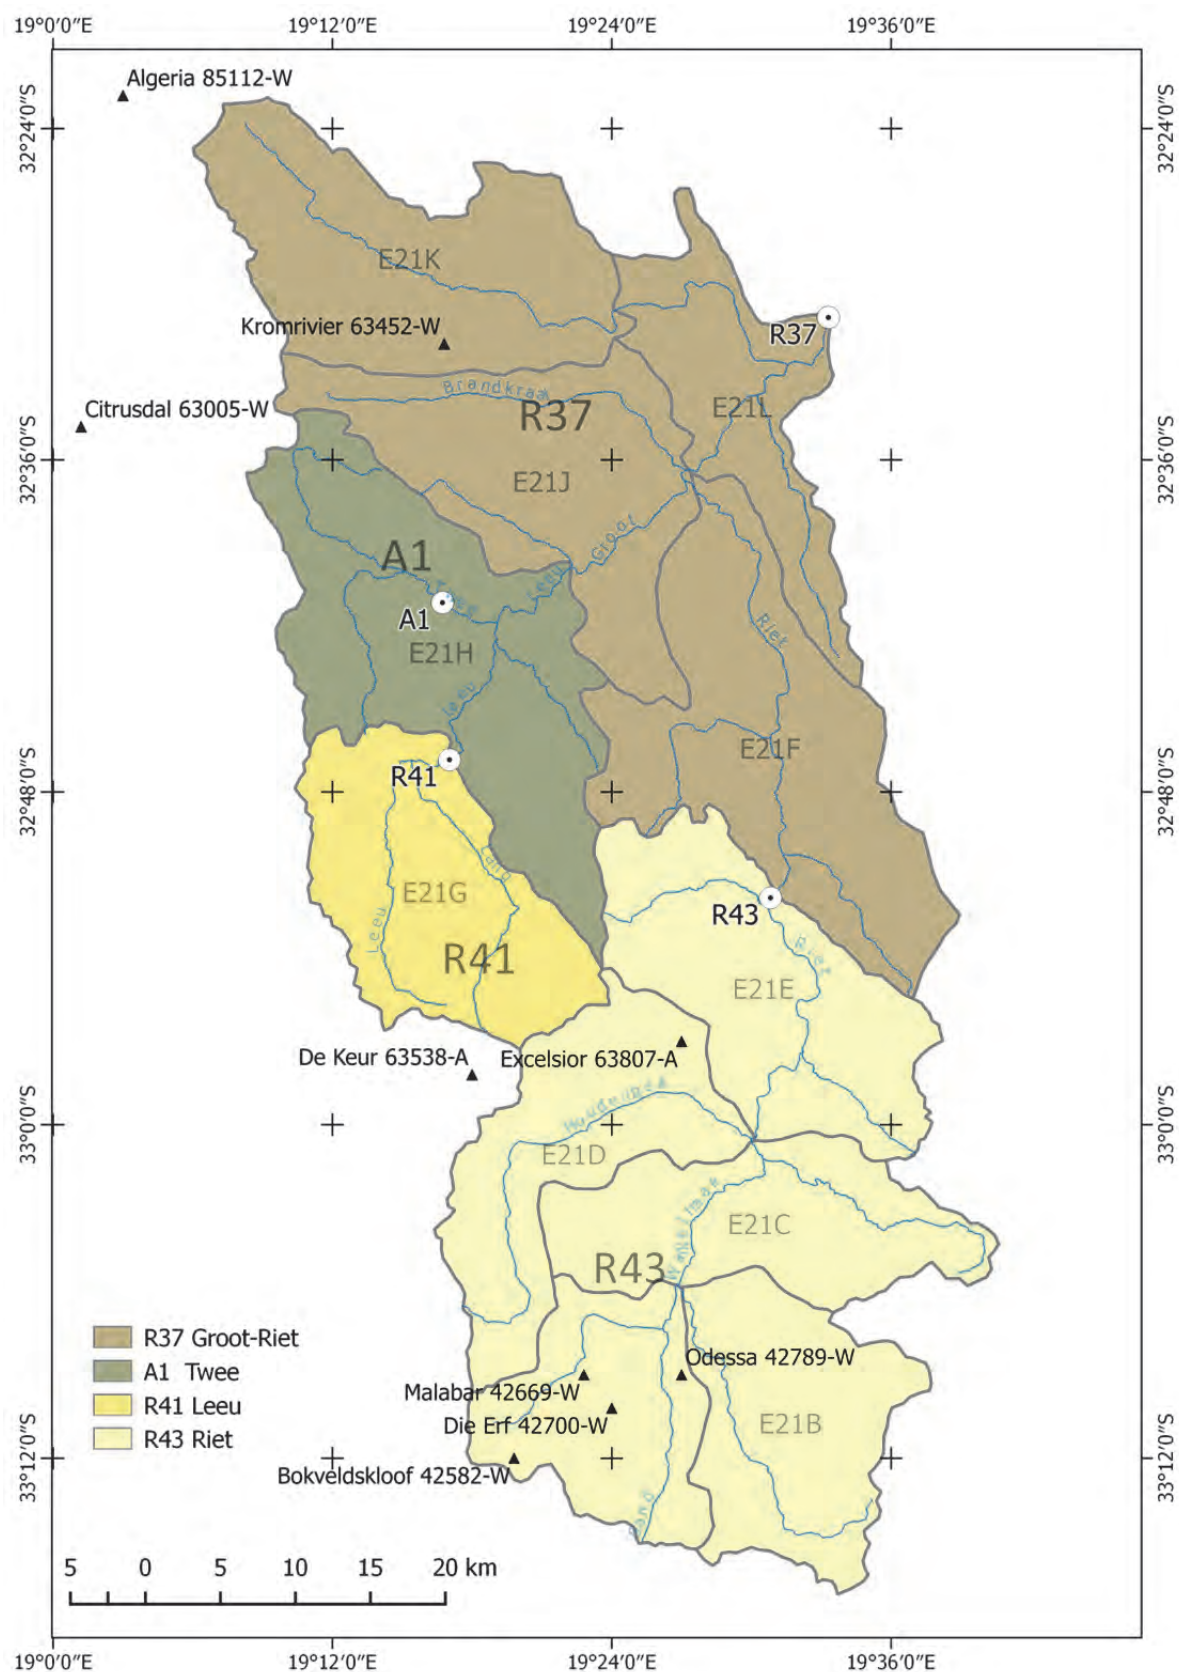 19°0'0"E 19°12'0"E 19°24'0"E 19°36'0"E
Algeria 85112-W
32°24'0"S 32°24'0"S
E21K
Kromrivier 63452-W
R37
Brandkraal
Citrusdal 63005-W
R37
E21L
32°36'0"S 32°36'0"S
E21J
Groot
A1
Leeu
Twee
A1
Riet
E21H
Leeu
E21F
R41
32°48'0"S 32°48'0"S
Land
E21G
R43
Leeu
Riet
R41
E21E
De Keur 63538-A
Excelsior 63807-A
Houdenbek
33°0'0"S 33°0'0"S
E21D
Winkelhaak
E21C
R43
R37 Groot-Riet
A1 Twee
R41 Leeu
R43 Riet
Odessa 42789-W
Malabar 42669-W
Die Erf 42700-W
E21B
33°12'0"S 33°12'0"S
Bokveldskloof 42582-W
5 0 5 10 15 20 km
19°0'0"E 19°12'0"E 19°24'0"E 19°36'0"E